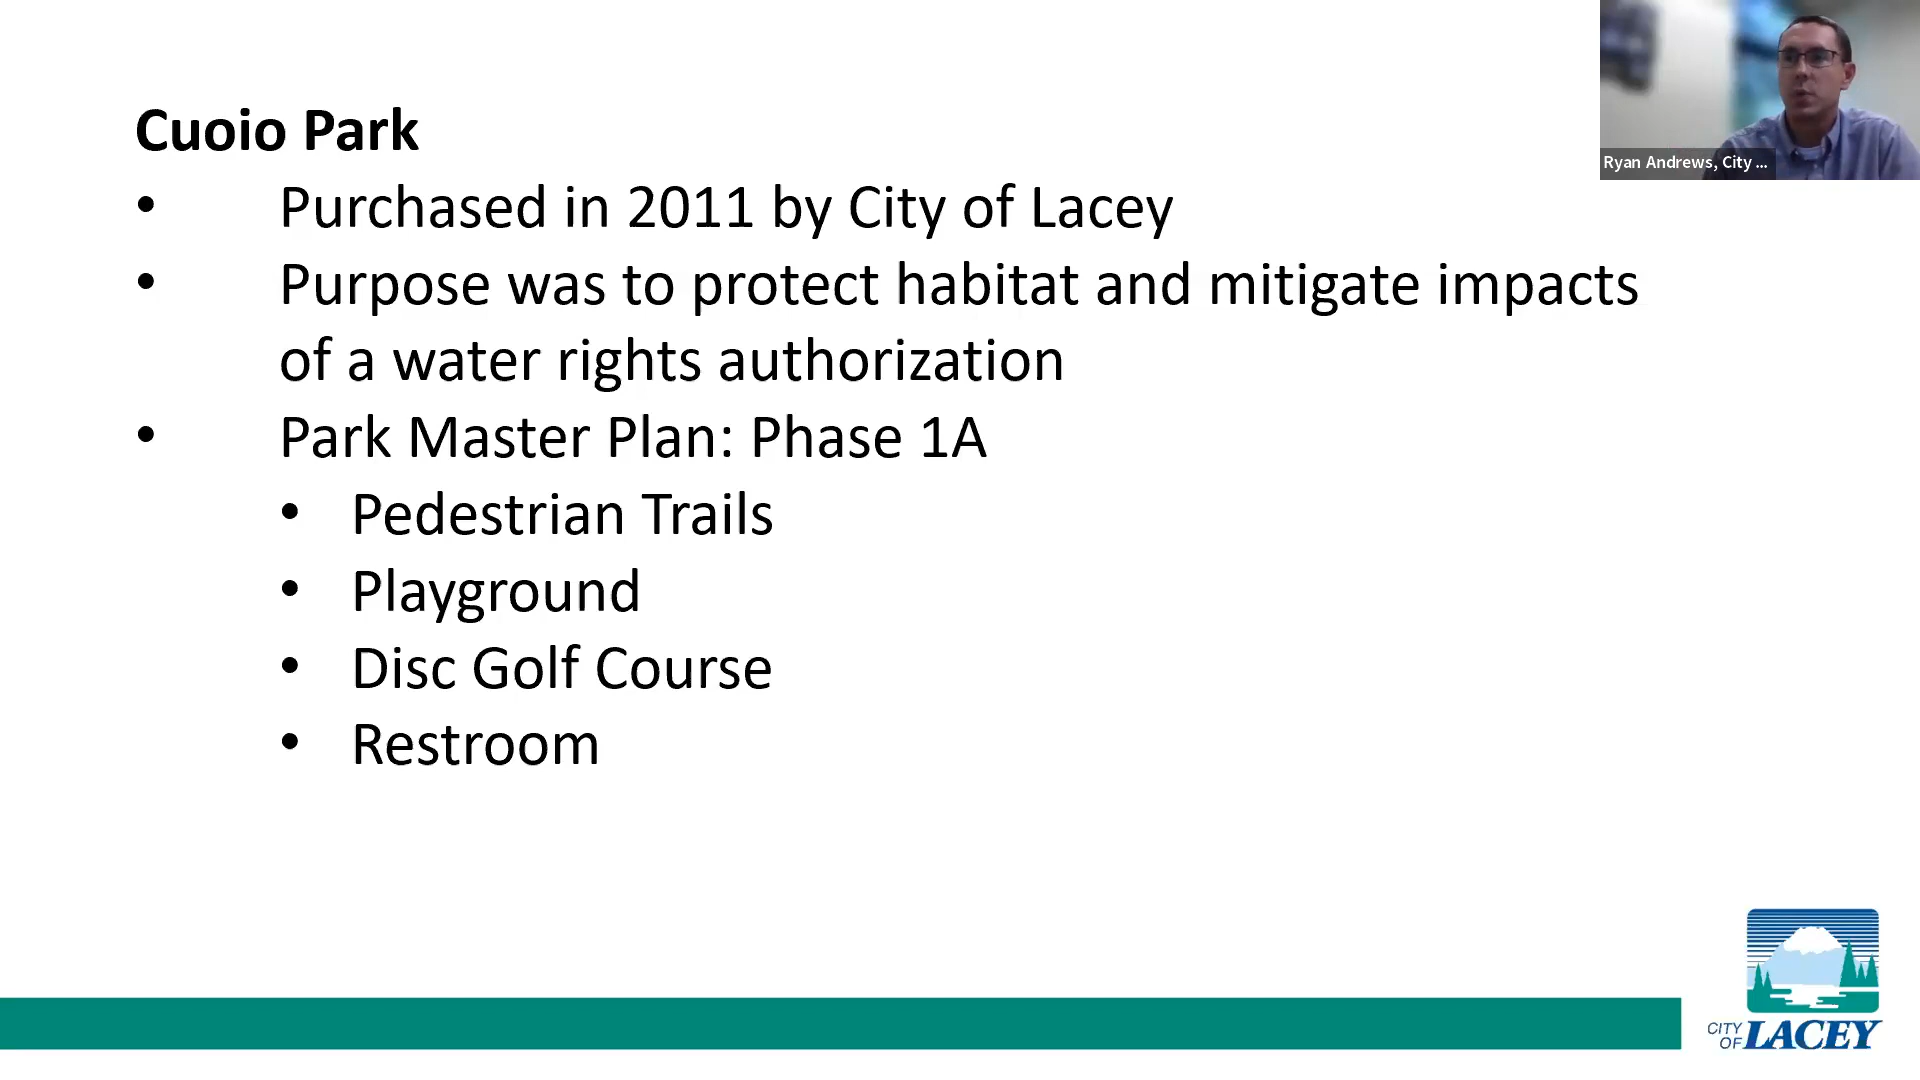 Cuoio Park
• Purchased in 2011 by City of Lacey
• Purpose was to protect habitat and mitigate impacts
of a water rights authorization
• Park Master Plan: Phase 1A
• Pedestrian Trails
• Playground
• Disc Golf Course
• Restroom
Ryan Andrews, City ...
CITY OF LACEY